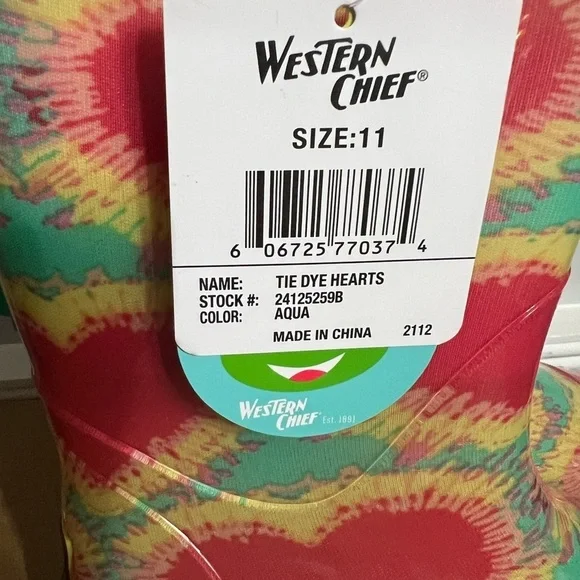 WESTERN
CHIEF®
SIZE:11
6 06725 77037 4
NAME: TIE DYE HEARTS
STOCK #: 24125259B
COLOR: AQUA
MADE IN CHINA 2112
WESTERN
CHIEF® Est. 1891